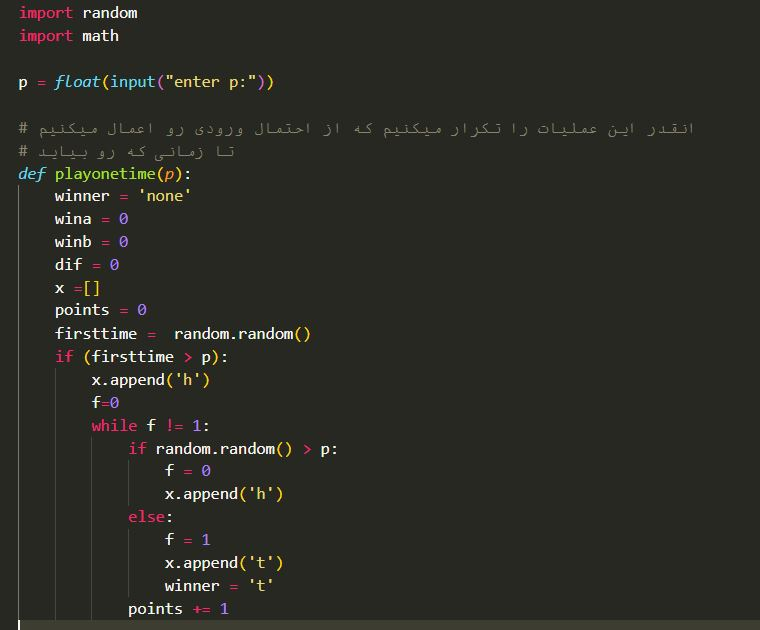 import random
import math
p = float(input("enter p:"))
# انقدر این عملیات را تکرار میکنیم که از احتمال ورودی رو اعمال میکنیم
# تا زمانی که رو بیاید
def playonetime(p):
    winner = 'none'
    wina = 0
    winb = 0
    dif = 0
    x =[]
    points = 0
    firsttime =  random.random()
    if (firsttime > p):
        x.append('h')
        f=0
        while f != 1:
            if random.random() > p:
                f = 0
                x.append('h')
            else:
                f = 1
                x.append('t')
                winner = 't'
            points += 1